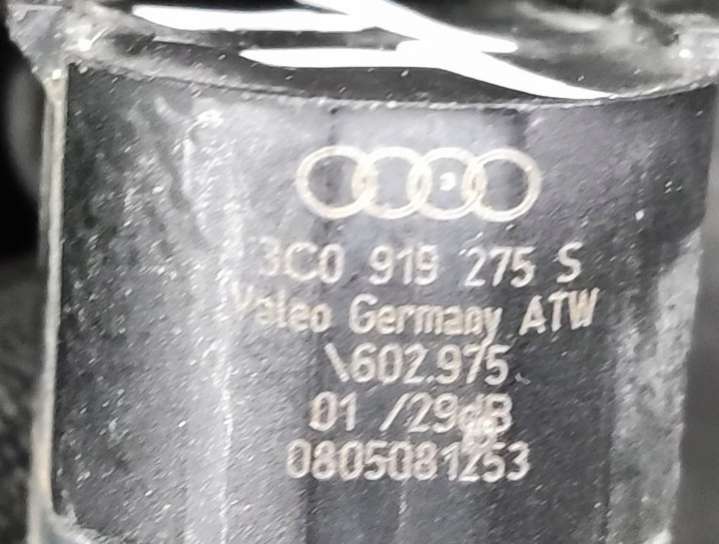 3C0 919 275 S
Valeo Germany ATW
\602.975
01 /29dB
0805081253